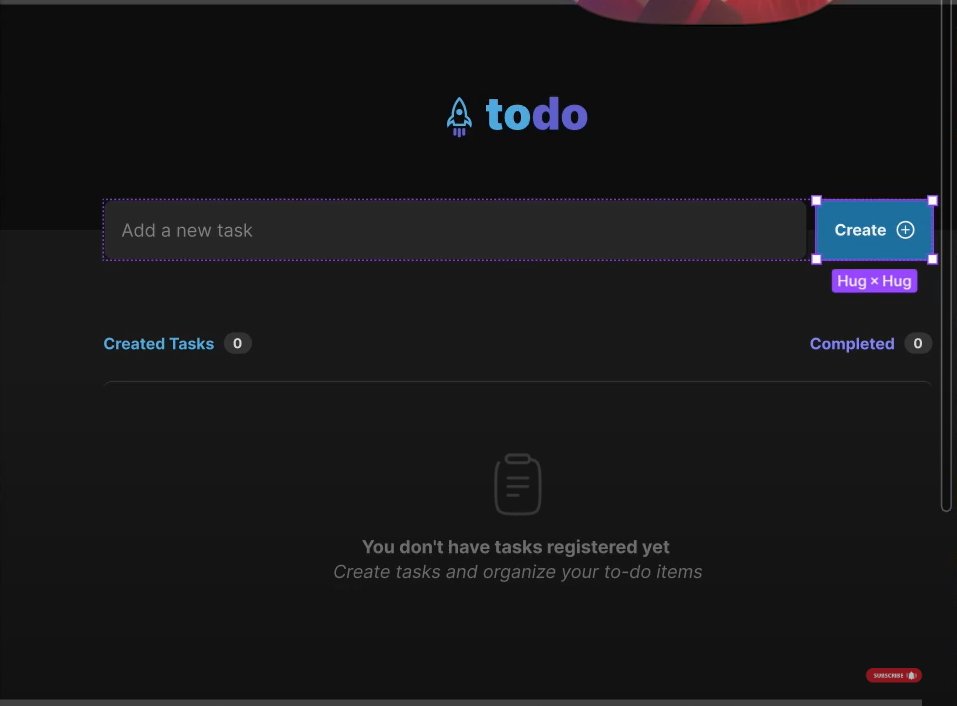 todo
Add a new task
Create
Hug × Hug
Created Tasks 0
Completed 0
You don't have tasks registered yet
Create tasks and organize your to-do items
SUBSCRIBE